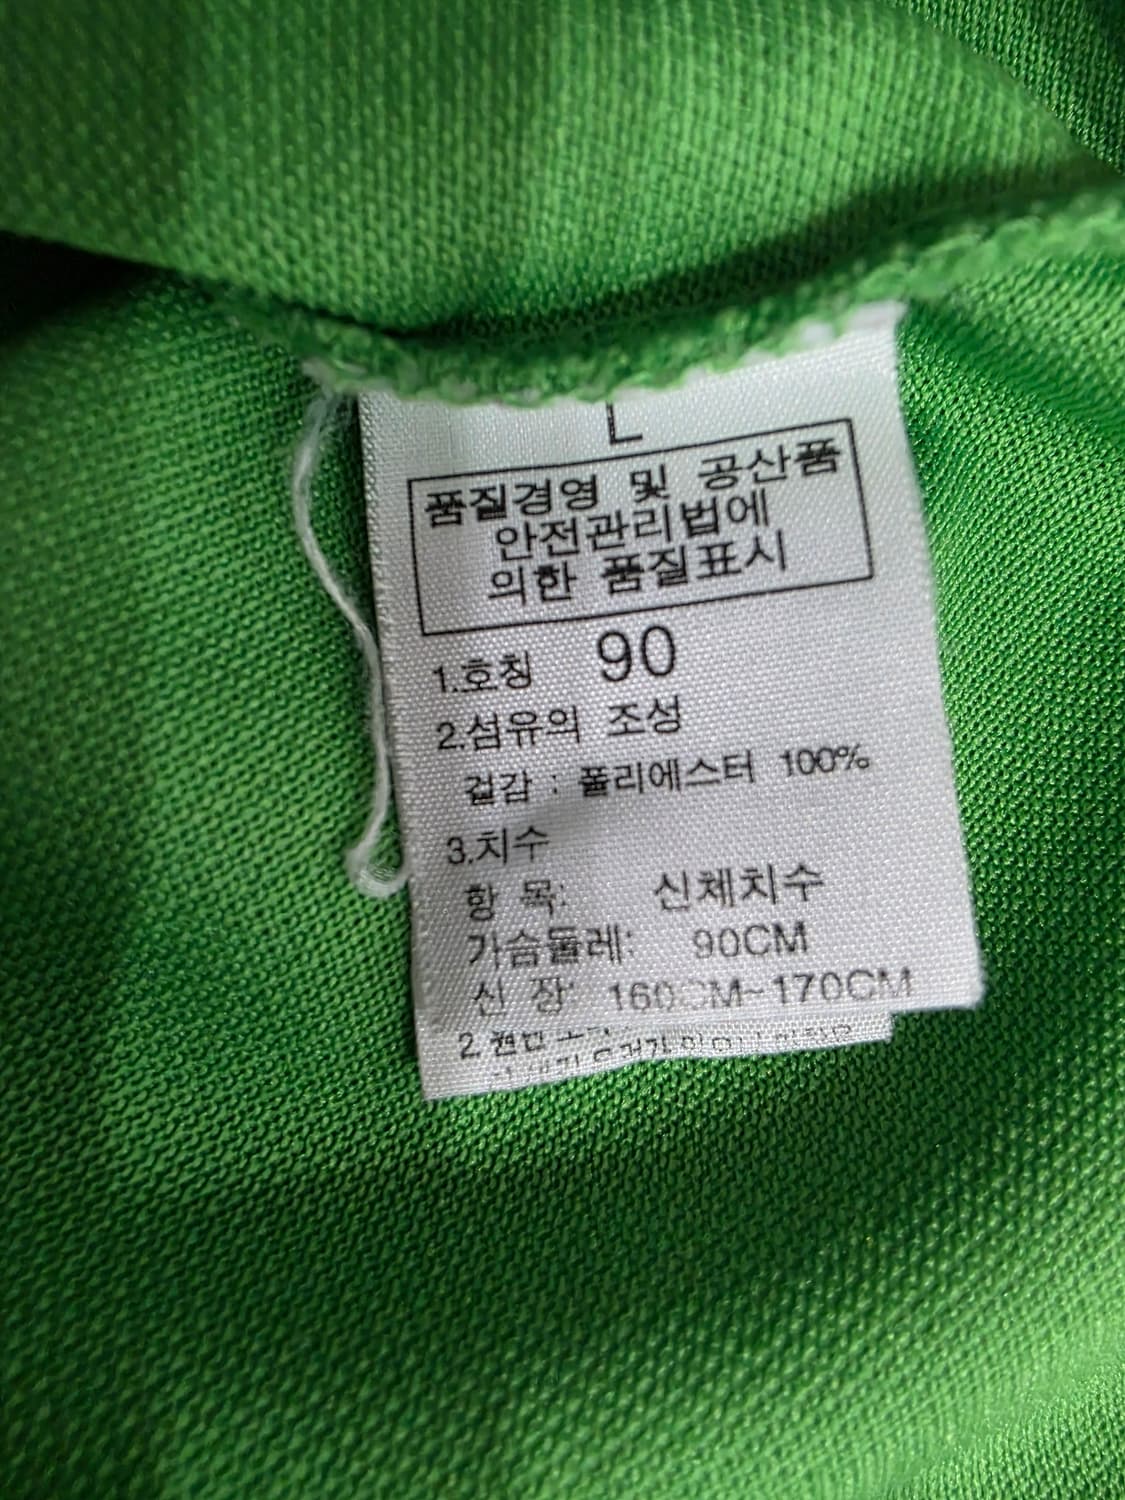 L
품질경영 및 공산품
안전관리법에
의한 품질표시
1.호칭 90
2.섬유의 조성
겉감 : 폴리에스터 100%
3.치수
항 목: 신체치수
가슴둘레: 90CM
신 장: 160CM~170CM
2.